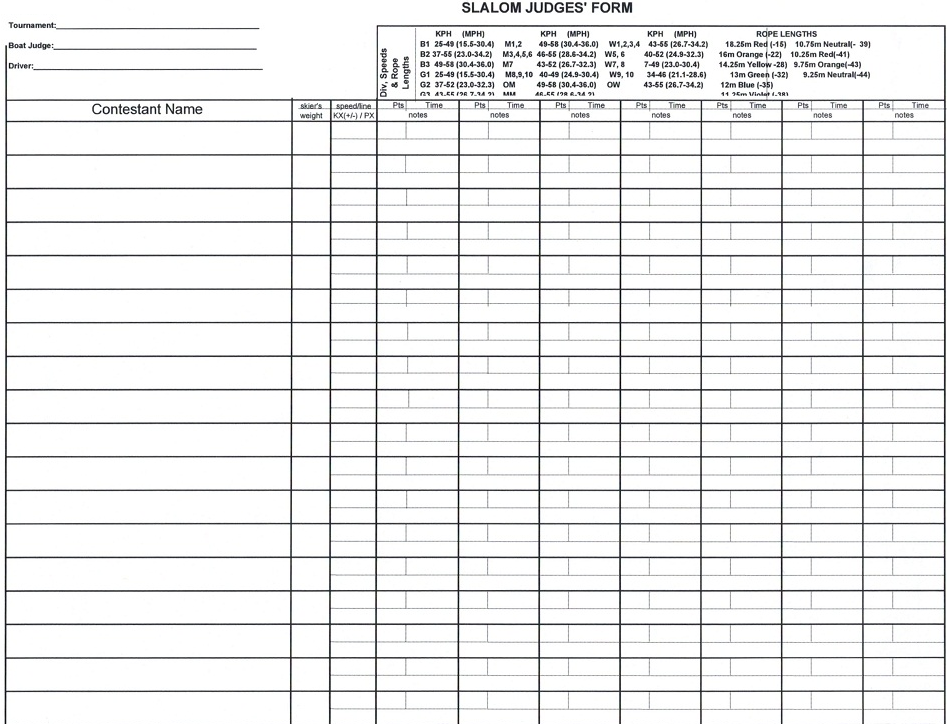 SLALOM JUDGES' FORM
Tournament:
Boat Judge:
Driver:
Div, Speeds
& Rope
Lengths
KPH (MPH) KPH (MPH) KPH (MPH) ROPE LENGTHS
B1 25-49 (15.5-30.4) M1,2 49-58 (30.4-36.0) W1,2,3,4 43-55 (26.7-34.2) 18.25m Red (-15) 10.75m Neutral(- 39)
B2 37-55 (23.0-34.2) M3,4,5,6 46-55 (28.6-34.2) W5, 6 40-52 (24.9-32.3) 16m Orange (-22) 10.25m Red(-41)
B3 49-58 (30.4-36.0) M7 43-52 (26.7-32.3) W7, 8 7-49 (23.0-30.4) 14.25m Yellow -28) 9.75m Orange(-43)
G1 25-49 (15.5-30.4) M8,9,10 40-49 (24.9-30.4) W9, 10 34-46 (21.1-28.6) 13m Green (-32) 9.25m Neutral(-44)
G2 37-52 (23.0-32.3) OM 49-58 (30.4-36.0) OW 43-55 (26.7-34.2) 12m Blue (-35)
G3 43-55 (26.7-34.2) MM 46-55 (28.6-34.2) 11.25m Violet (-38)
Contestant Name skier's speed/line Pts Time Pts Time Pts Time Pts Time Pts Time Pts Time Pts Time
weight KX(+/-) / PX notes notes notes notes notes notes notes